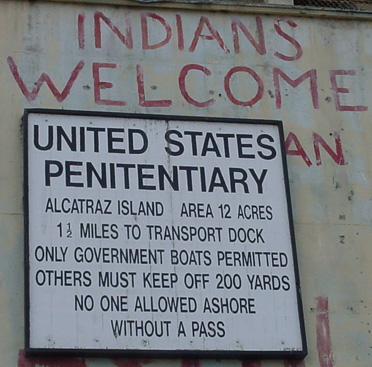 INDIANS
WELCOME
UNITED STATES
PENITENTIARY
ALCATRAZ ISLAND AREA 12 ACRES
1½ MILES TO TRANSPORT DOCK
ONLY GOVERNMENT BOATS PERMITTED
OTHERS MUST KEEP OFF 200 YARDS
NO ONE ALLOWED ASHORE
WITHOUT A PASS
AN